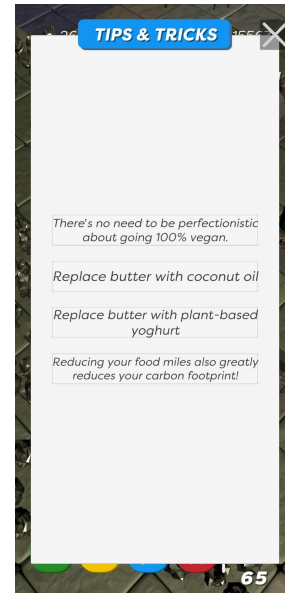 TIPS & TRICKS
There's no need to be perfectionistic
about going 100% vegan.
Replace butter with coconut oil
Replace butter with plant-based
yoghurt
Reducing your food miles also greatly
reduces your carbon footprint!
65